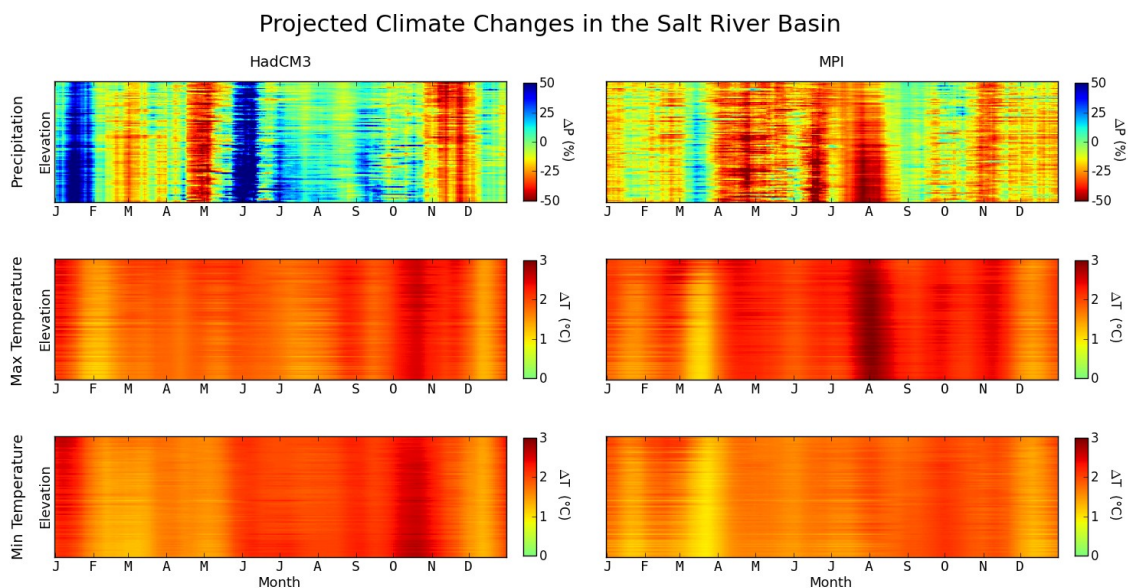 Projected Climate Changes in the Salt River Basin
HadCM3
MPI
Precipitation
Elevation
50
25
0
-25
-50
ΔP (%)
J F M A M J J A S O N D
50
25
0
-25
-50
ΔP (%)
J F M A M J J A S O N D
Max Temperature
Elevation
3
2
1
0
ΔT (°C)
J F M A M J J A S O N D
3
2
1
0
ΔT (°C)
J F M A M J J A S O N D
Min Temperature
Elevation
3
2
1
0
ΔT (°C)
J F M A M J J A S O N D
Month
3
2
1
0
ΔT (°C)
J F M A M J J A S O N D
Month